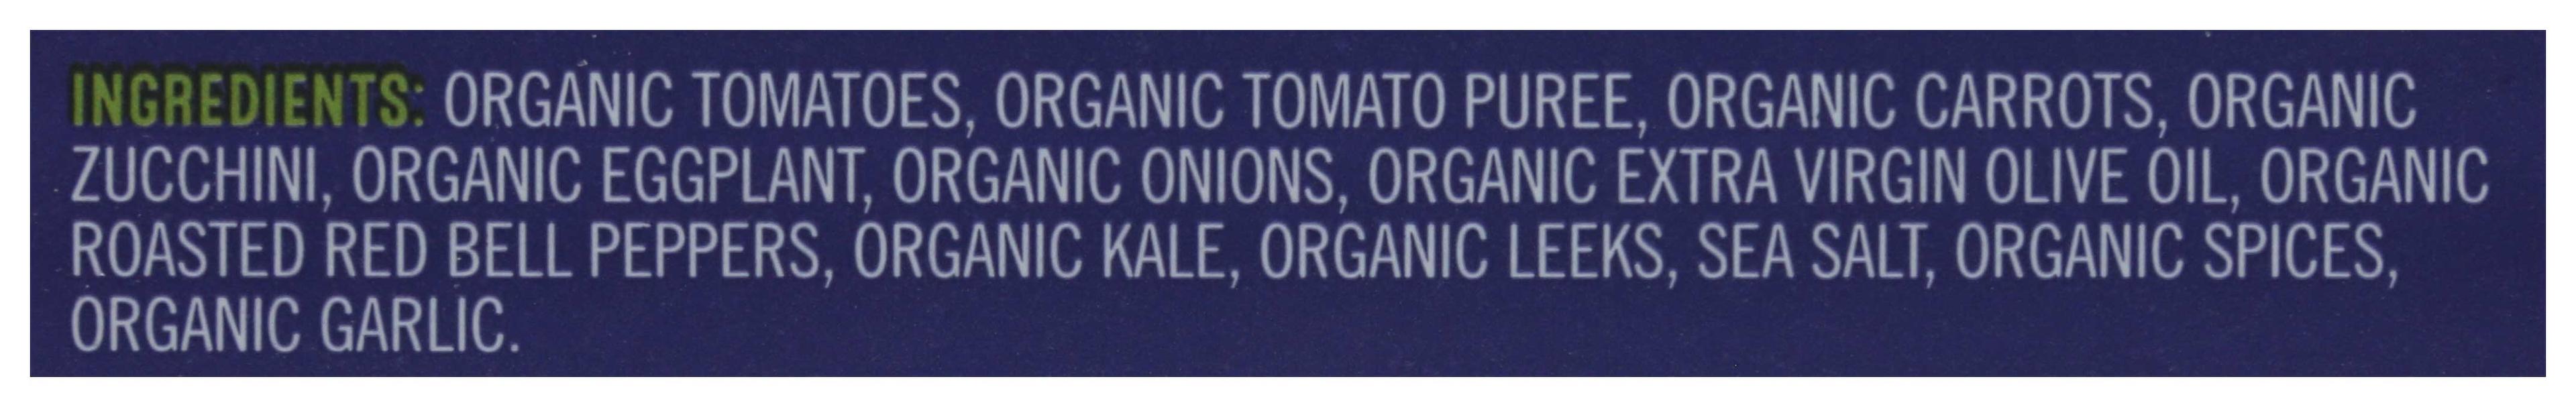 INGREDIENTS: ORGANIC TOMATOES, ORGANIC TOMATO PUREE, ORGANIC CARROTS, ORGANIC
ZUCCHINI, ORGANIC EGGPLANT, ORGANIC ONIONS, ORGANIC EXTRA VIRGIN OLIVE OIL, ORGANIC
ROASTED RED BELL PEPPERS, ORGANIC KALE, ORGANIC LEEKS, SEA SALT, ORGANIC SPICES,
ORGANIC GARLIC.